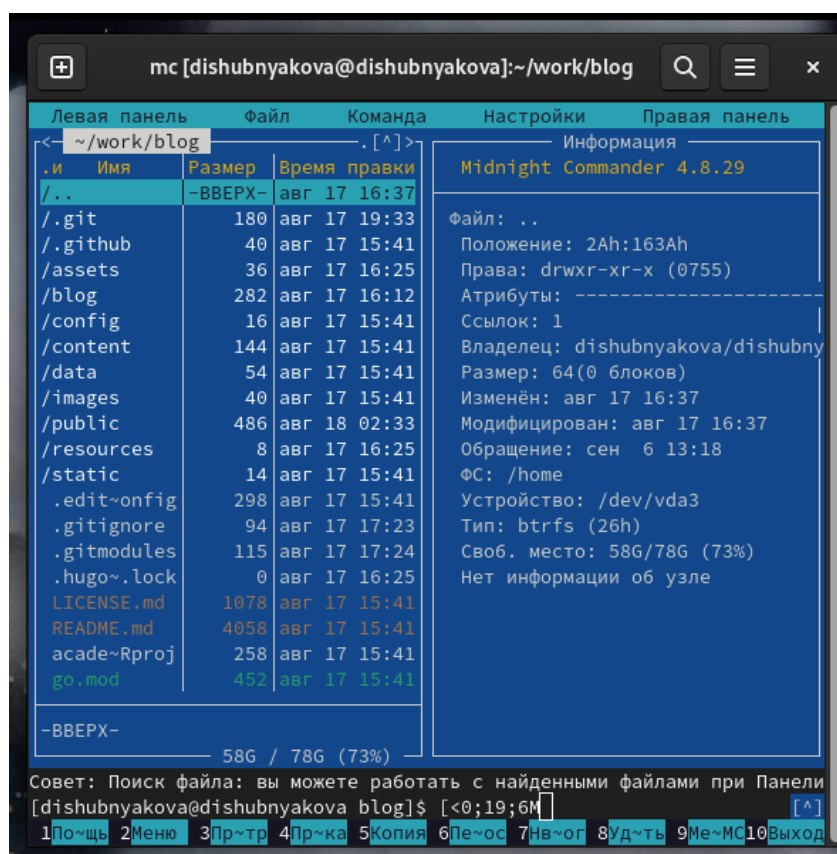 mc [dishubnyakova@dishubnyakova]:~/work/blog
Левая панель Файл Команда Настройки Правая панель
<─ ~/work/blog ─.[^]>
.и Имя Размер Время правки
/.. -ВВЕРХ- авг 17 16:37
/.git 180 авг 17 19:33
/.github 40 авг 17 15:41
/assets 36 авг 17 16:25
/blog 282 авг 17 16:12
/config 16 авг 17 15:41
/content 144 авг 17 15:41
/data 54 авг 17 15:41
/images 40 авг 17 15:41
/public 486 авг 18 02:33
/resources 8 авг 17 16:25
/static 14 авг 17 15:41
.edit~onfig 298 авг 17 15:41
.gitignore 94 авг 17 17:23
.gitmodules 115 авг 17 17:24
.hugo~.lock 0 авг 17 16:25
LICENSE.md 1078 авг 17 15:41
README.md 4058 авг 17 15:41
acade~Rproj 258 авг 17 15:41
go.mod 452 авг 17 15:41
-ВВЕРХ-
58G / 78G (73%)
Информация
Midnight Commander 4.8.29
Файл: ..
Положение: 2Ah:163Ah
Права: drwxr-xr-x (0755)
Атрибуты: ----------------------
Ссылок: 1
Владелец: dishubnyakova/dishubny
Размер: 64(0 блоков)
Изменён: авг 17 16:37
Модифицирован: авг 17 16:37
Обращение: сен 6 13:18
ФС: /home
Устройство: /dev/vda3
Тип: btrfs (26h)
Своб. место: 58G/78G (73%)
Нет информации об узле
Совет: Поиск файла: вы можете работать с найденными файлами при Панели
[dishubnyakova@dishubnyakova blog]$ [<0;19;6M [^]
1По~щь 2Меню 3Пр~тр 4Пр~ка 5Копия 6Пе~ос 7Нв~ог 8Уд~ть 9Ме~МС10Выход